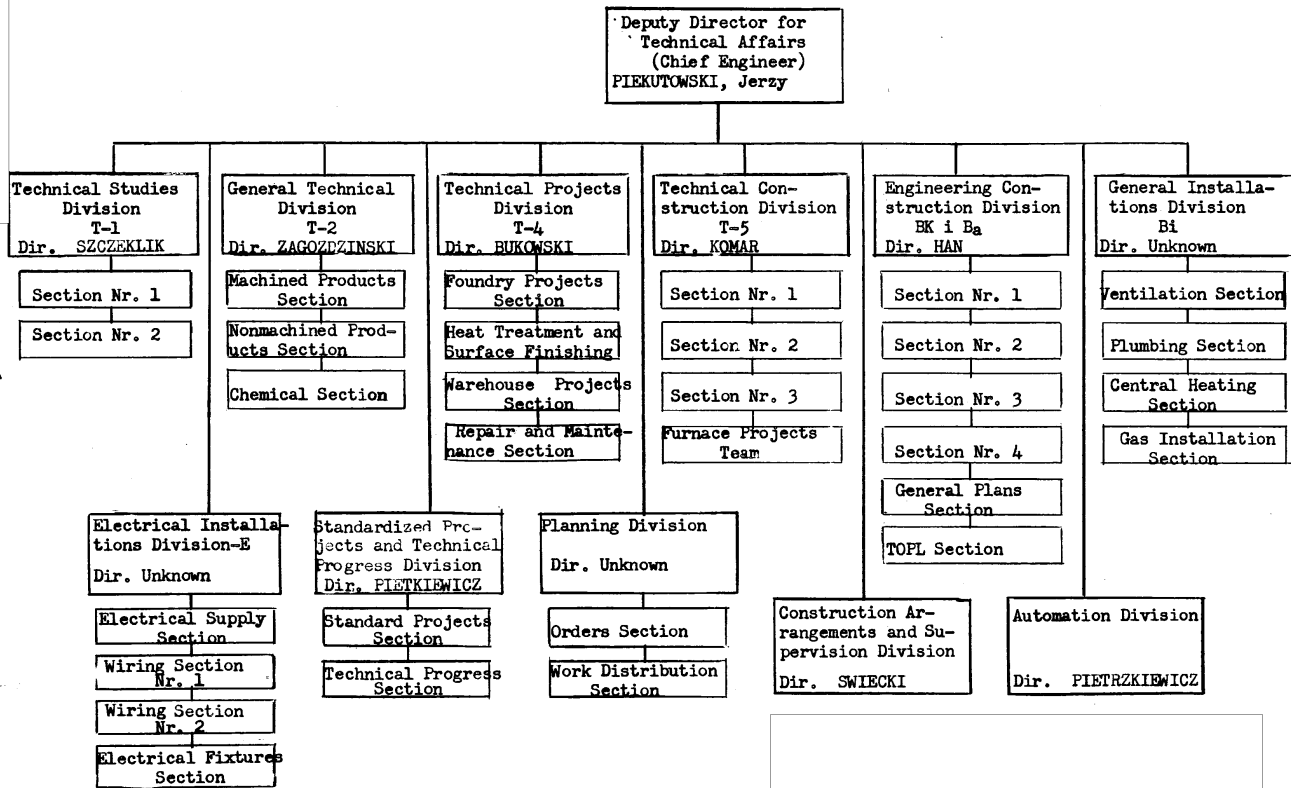 Deputy Director for
Technical Affairs
(Chief Engineer)
PIEKUTOWSKI, Jerzy
Technical Studies
Division
T-1
Dir. SZCZEKLIK
Section Nr. 1
Section Nr. 2
General Technical
Division
T-2
Dir. ZAGOZDZINSKI
Machined Products
Section
Nonmachined Prod-
ucts Section
Chemical Section
Technical Projects
Division
T-4
Dir. BUKOWSKI
Foundry Projects
Section
Heat Treatment and
Surface Finishing
Warehouse Projects
Section
Repair and Mainte-
nance Section
Technical Con-
struction Division
T-5
Dir. KOMAR
Section Nr. 1
Section Nr. 2
Section Nr. 3
Furnace Projects
Team
Engineering Con-
struction Division
BK i Ba
Dir. HAN
Section Nr. 1
Section Nr. 2
Section Nr. 3
Section Nr. 4
General Plans
Section
TOPL Section
General Installa-
tions Division
Bi
Dir. Unknown
Ventilation Section
Plumbing Section
Central Heating
Section
Gas Installation
Section
Electrical Installa-
tions Division-E
Dir. Unknown
Electrical Supply
Section
Wiring Section
Nr. 1
Wiring Section
Nr. 2
Electrical Fixtures
Section
Standardized Pro-
jects and Technical
Progress Division
Dir. PIETKIEWICZ
Standard Projects
Section
Technical Progress
Section
Planning Division
Dir. Unknown
Orders Section
Work Distribution
Section
Construction Ar-
rangements and Su-
pervision Division
Dir. SWIECKI
Automation Division
Dir. PIETRZKIEWICZ